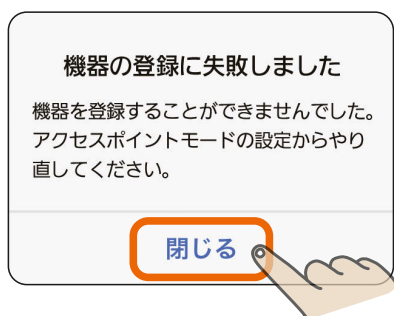 機器の登録に失敗しました
機器を登録することができませんでした。
アクセスポイントモードの設定からやり
直してください。
閉じる